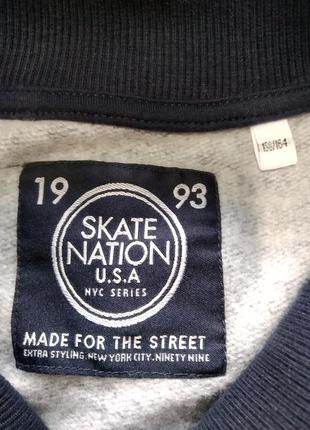 158/164
19 93
SKATE
NATION
U.S.A
NYC SERIES
MADE FOR THE STREET
EXTRA STYLING. NEW YORK CITY. NINETY NINE